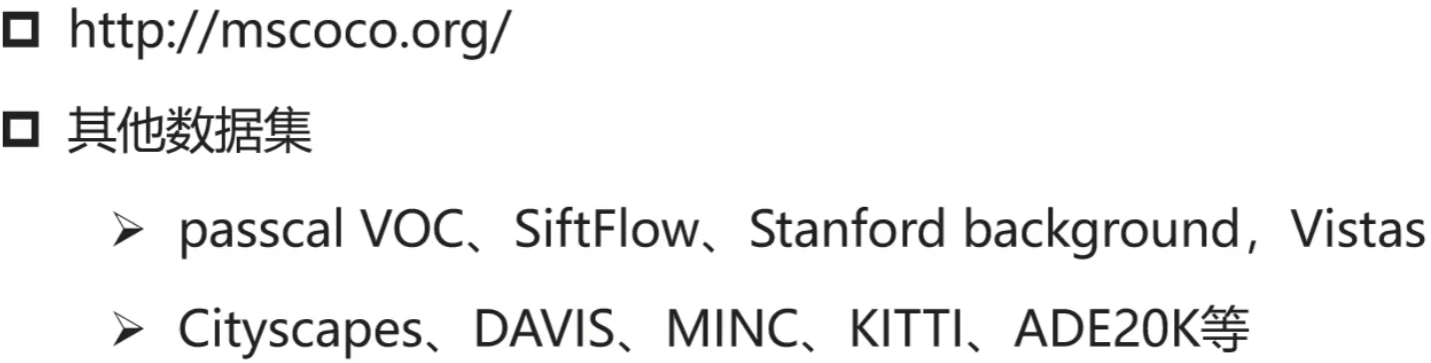 http://mscoco.org/
其他数据集
passcal VOC、SiftFlow、Stanford background，Vistas
Cityscapes、DAVIS、MINC、KITTI、ADE20K等